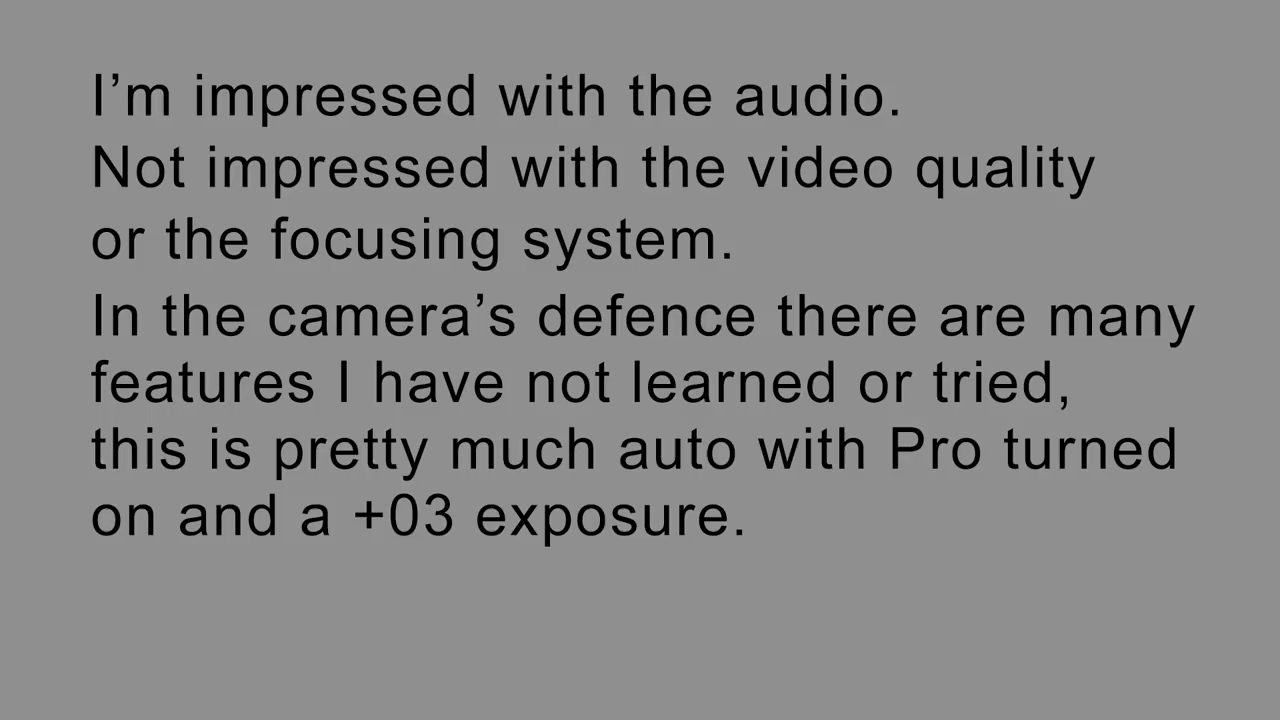 I’m impressed with the audio.
Not impressed with the video quality
or the focusing system.
In the camera’s defence there are many
features I have not learned or tried,
this is pretty much auto with Pro turned
on and a +03 exposure.